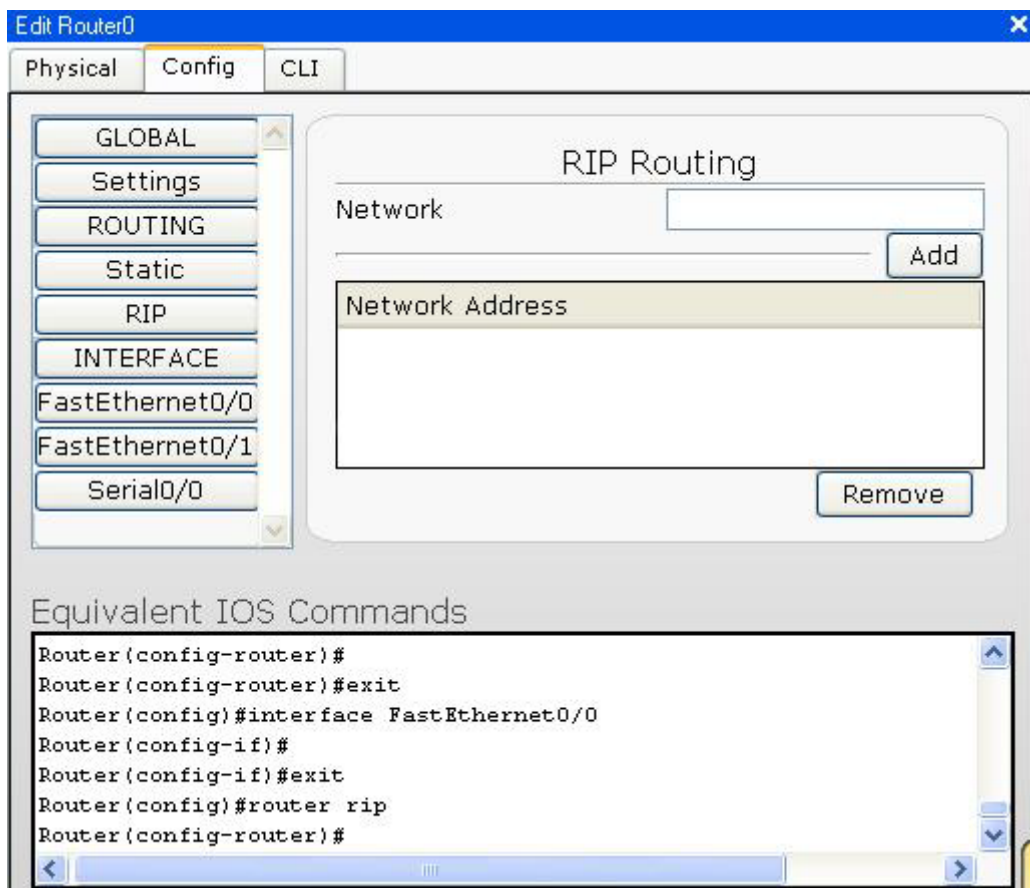 Edit Router0
Physical Config CLI
GLOBAL
Settings
ROUTING
Static
RIP
INTERFACE
FastEthernet0/0
FastEthernet0/1
Serial0/0
RIP Routing
Network
Add
Network Address
Remove
Equivalent IOS Commands
Router(config-router)#
Router(config-router)#exit
Router(config)#interface FastEthernet0/0
Router(config-if)#
Router(config-if)#exit
Router(config)#router rip
Router(config-router)#